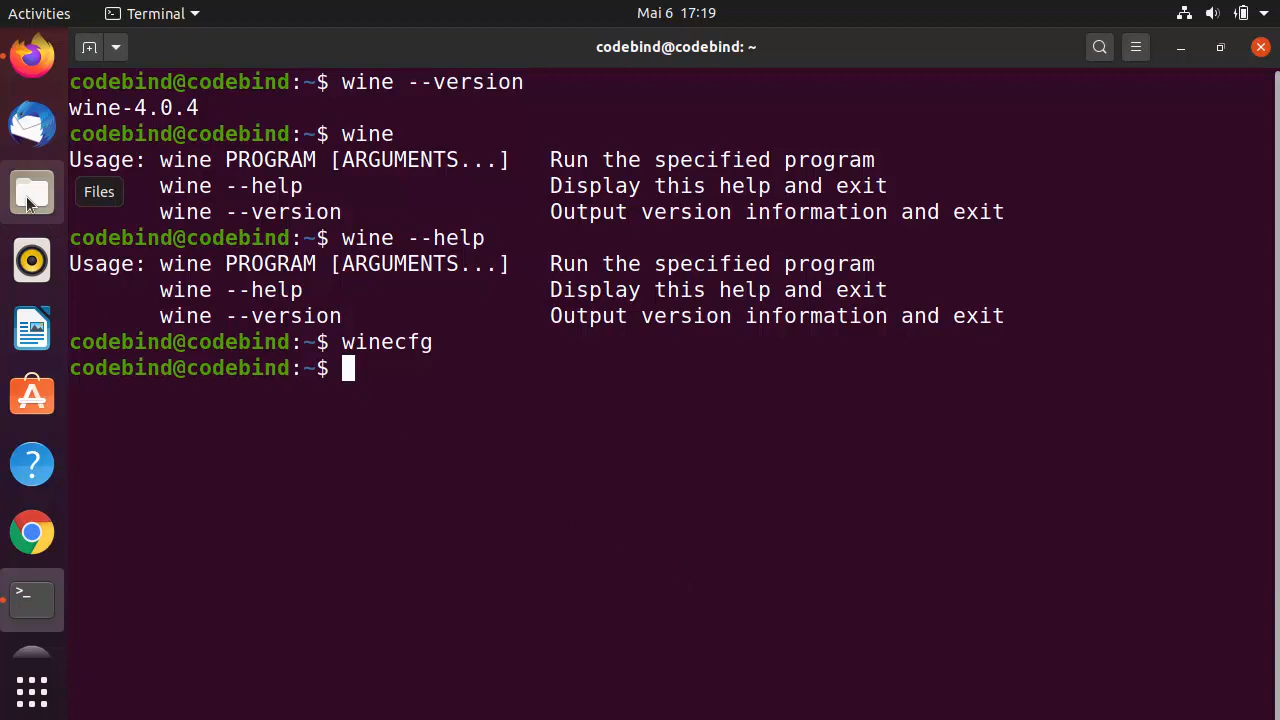 Activities Terminal Mai 6 17:19
codebind@codebind: ~
codebind@codebind:~$ wine --version
wine-4.0.4
codebind@codebind:~$ wine
Usage: wine PROGRAM [ARGUMENTS...]   Run the specified program
       wine --help                   Display this help and exit
       wine --version                Output version information and exit
codebind@codebind:~$ wine --help
Usage: wine PROGRAM [ARGUMENTS...]   Run the specified program
       wine --help                   Display this help and exit
       wine --version                Output version information and exit
codebind@codebind:~$ winecfg
codebind@codebind:~$
Files